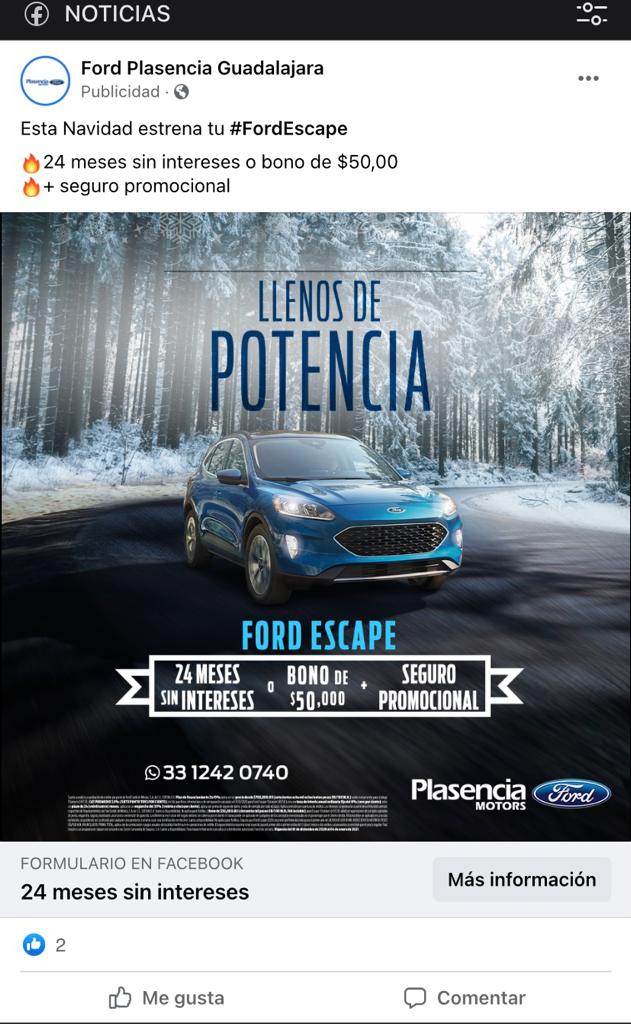 NOTICIAS
Ford Plasencia Guadalajara
Publicidad ·
Esta Navidad estrena tu #FordEscape
🔥24 meses sin intereses o bono de $50,00
🔥+ seguro promocional
LLENOS DE
POTENCIA
FORD ESCAPE
24 MESES SIN INTERESES o BONO DE $50,000 + SEGURO PROMOCIONAL
33 1242 0740
Plasencia
MOTORS
Ford
FORMULARIO EN FACEBOOK
24 meses sin intereses
Más información
2
Me gusta
Comentar